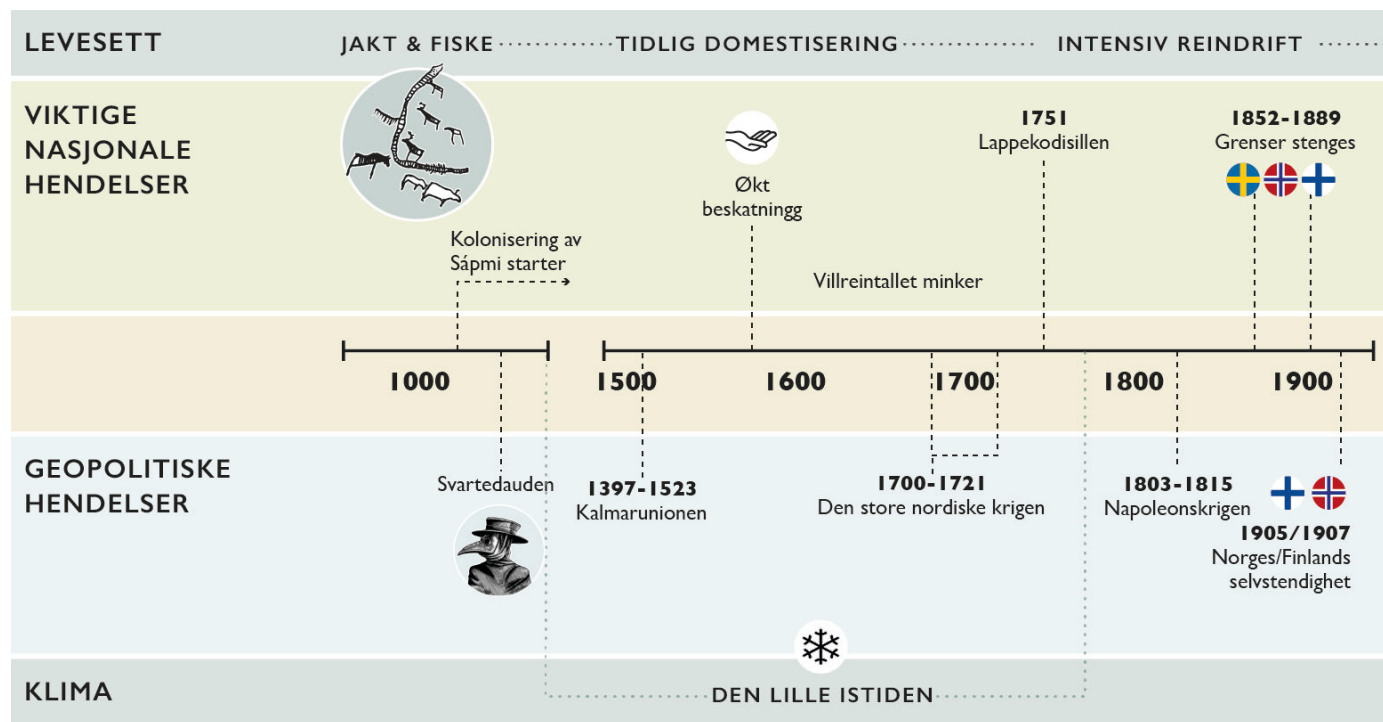 LEVESETT
JAKT & FISKE
TIDLIG DOMESTISERING
INTENSIV REINDRIFT
VIKTIGE
NASJONALE
HENDELSER
Kolonisering av
Sápmi starter
Økt
beskatningg
Villreintallet minker
1751
Lappekodisillen
1852-1889
Grenser stenges
1000
1500
1600
1700
1800
1900
GEOPOLITISKE
HENDELSER
Svartedauden
1397-1523
Kalmarunionen
1700-1721
Den store nordiske krigen
1803-1815
Napoleonskrigen
1905/1907
Norges/Finlands
selvstendighet
KLIMA
DEN LILLE ISTIDEN